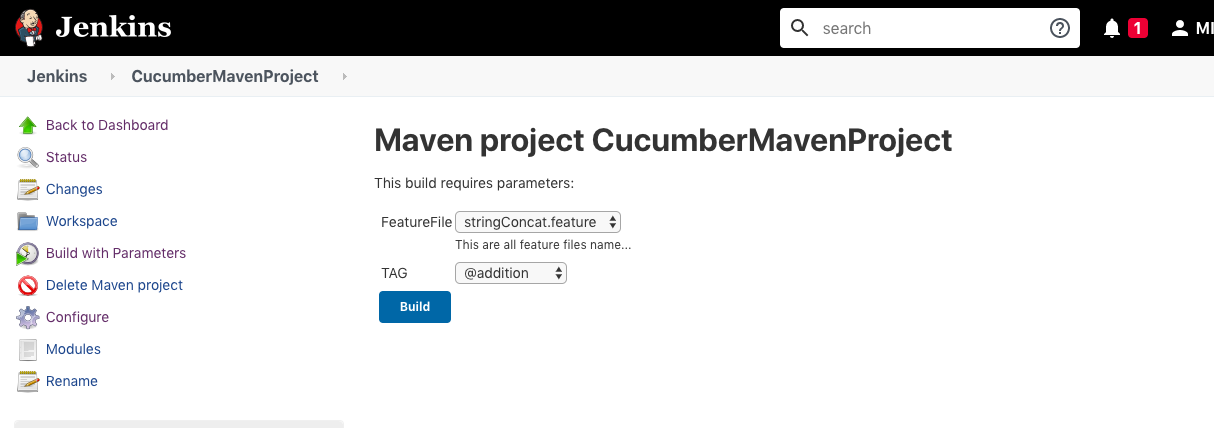 Jenkins
search
1
MI
Jenkins
CucumberMavenProject
Back to Dashboard
Status
Changes
Workspace
Build with Parameters
Delete Maven project
Configure
Modules
Rename
Maven project CucumberMavenProject
This build requires parameters:
FeatureFile stringConcat.feature
This are all feature files name...
TAG @addition
Build